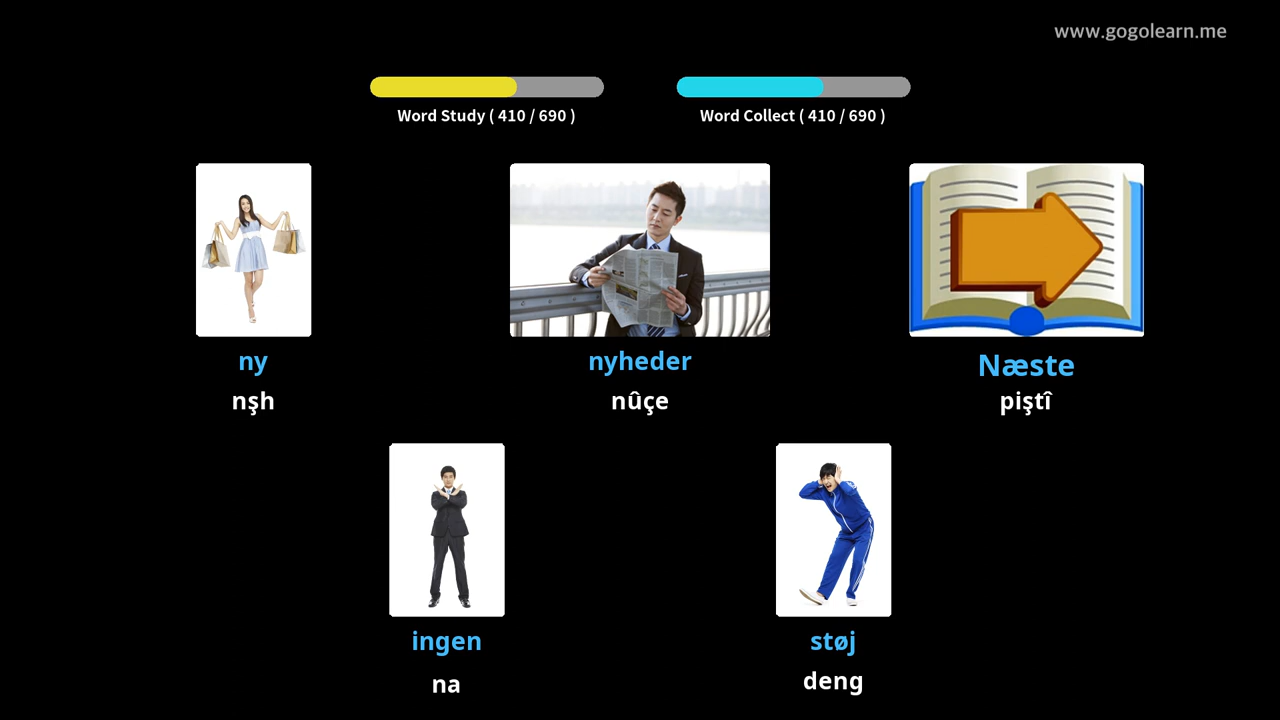 www.gogolearn.me
Word Study ( 410 / 690 )
Word Collect ( 410 / 690 )
ny
nşh
nyheder
nûçe
Næste
piştî
ingen
na
støj
deng